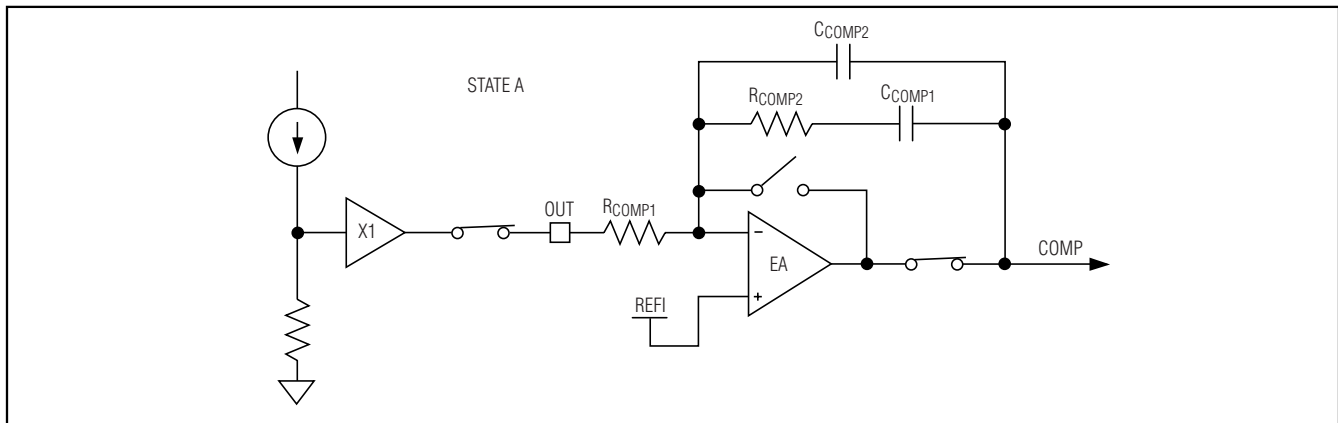 STATE A
CCOMP2
RCOMP2
CCOMP1
X1
OUT
RCOMP1
−
EA
+
REFI
COMP